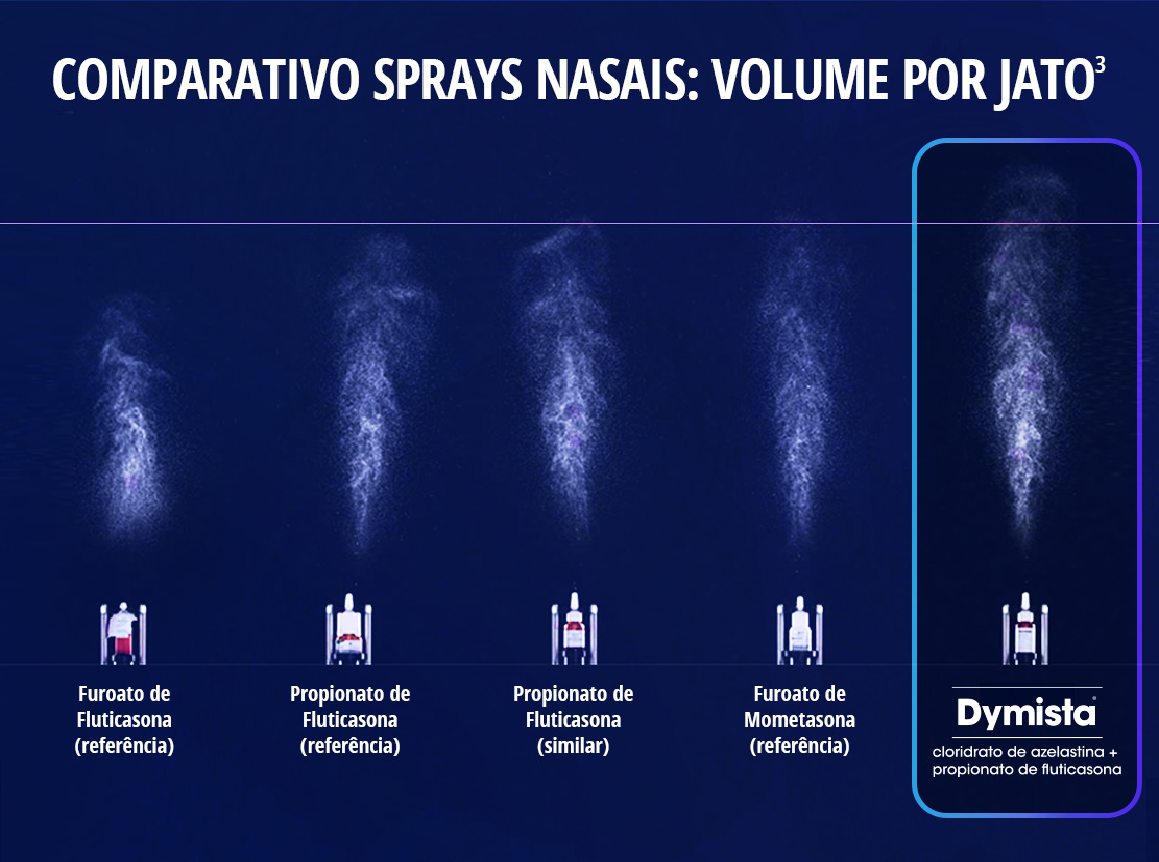 COMPARATIVO SPRAYS NASAIS: VOLUME POR JATO³
Furoato de
Fluticasona
(referência)
Propionato de
Fluticasona
(referência)
Propionato de
Fluticasona
(similar)
Furoato de
Mometasona
(referência)
Dymista
cloridrato de azelastina +
propionato de fluticasona